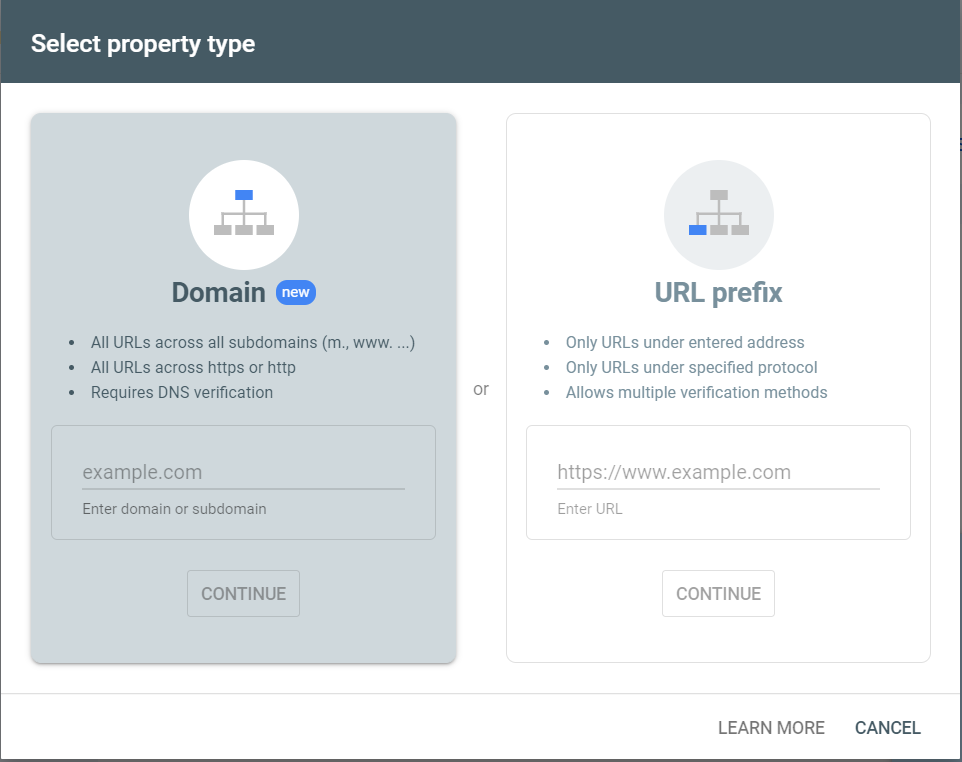 Select property type
Domain new
• All URLs across all subdomains (m., www. ...)
• All URLs across https or http
• Requires DNS verification
example.com
Enter domain or subdomain
CONTINUE
or
URL prefix
• Only URLs under entered address
• Only URLs under specified protocol
• Allows multiple verification methods
https://www.example.com
Enter URL
CONTINUE
LEARN MORE CANCEL